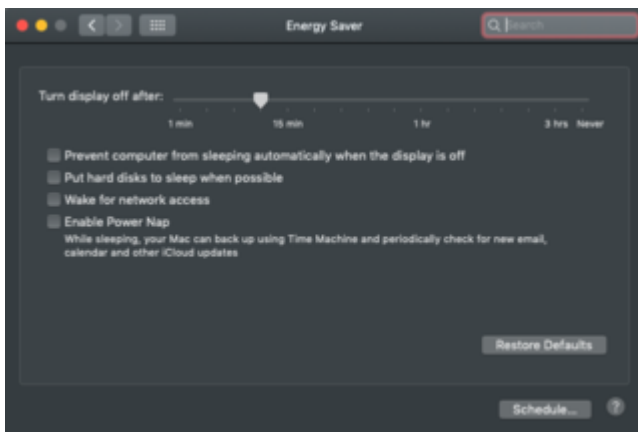 Energy Saver
Search
Turn display off after:
1 min 15 min 1 hr 3 hrs Never
Prevent computer from sleeping automatically when the display is off
Put hard disks to sleep when possible
Wake for network access
Enable Power Nap
While sleeping, your Mac can back up using Time Machine and periodically check for new email,
calendar and other iCloud updates
Restore Defaults
Schedule... ?